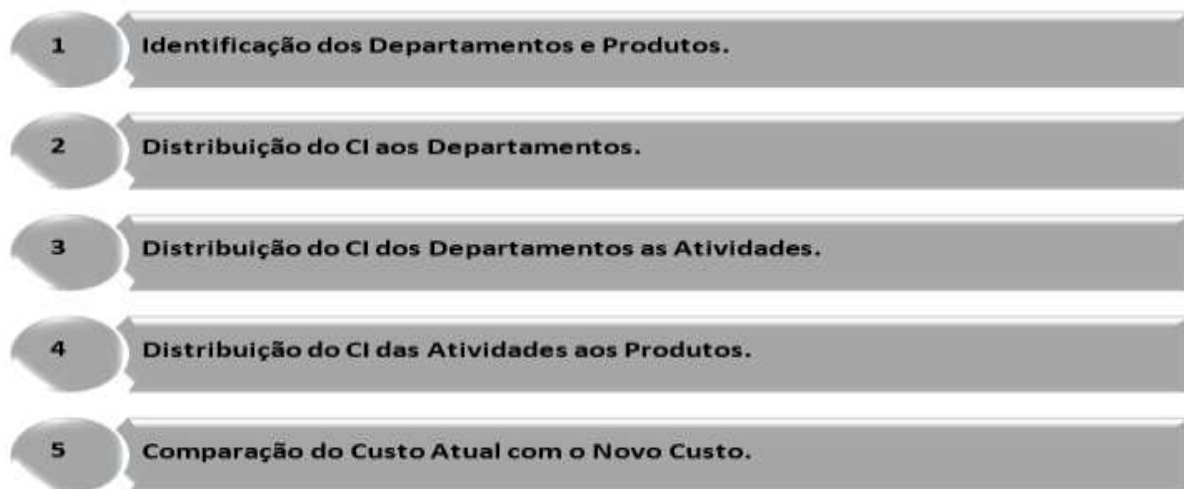 1 Identificação dos Departamentos e Produtos.
2 Distribuição do CI aos Departamentos.
3 Distribuição do CI dos Departamentos as Atividades.
4 Distribuição do CI das Atividades aos Produtos.
5 Comparação do Custo Atual com o Novo Custo.